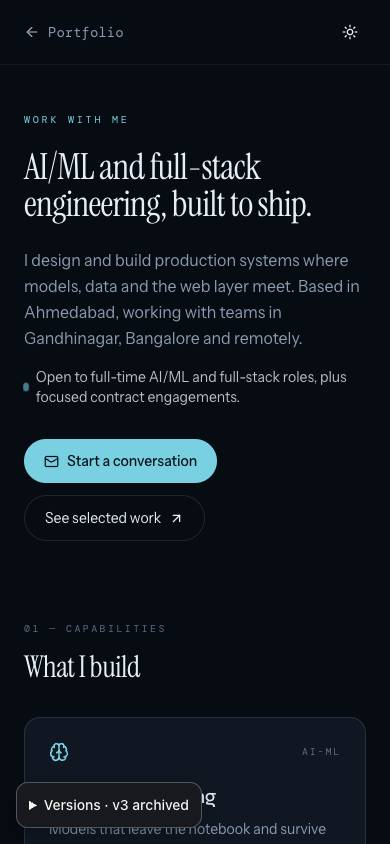 Portfolio
WORK WITH ME
AI/ML and full-stack
engineering, built to ship.
I design and build production systems where
models, data and the web layer meet. Based in
Ahmedabad, working with teams in
Gandhinagar, Bangalore and remotely.
Open to full-time AI/ML and full-stack roles, plus
focused contract engagements.
Start a conversation
See selected work
01 — CAPABILITIES
What I build
AI-ML
Versions · v3 archived
Models that leave the notebook and survive